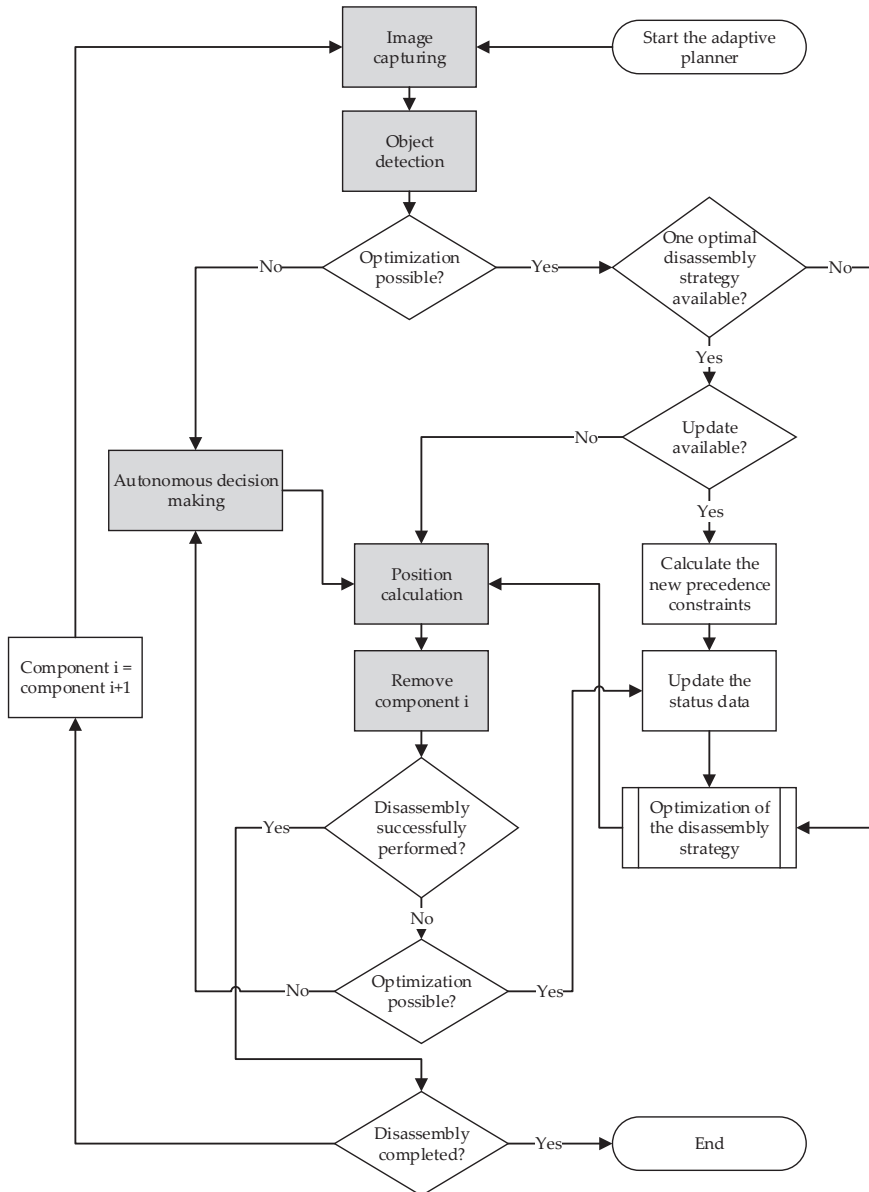 Image
capturing
Start the adaptive
planner
Object
detection
Optimization
possible?
One optimal
disassembly
strategy
available?
No
Yes
No
Yes
Update
available?
No
Autonomous decision
making
Yes
Position
calculation
Calculate the
new precedence
constraints
Component i =
component i+1
Remove
component i
Update the
status data
Yes
Disassembly
successfully
performed?
Optimization of
the disassembly
strategy
No
No
Optimization
possible?
Yes
Disassembly
completed?
Yes
End